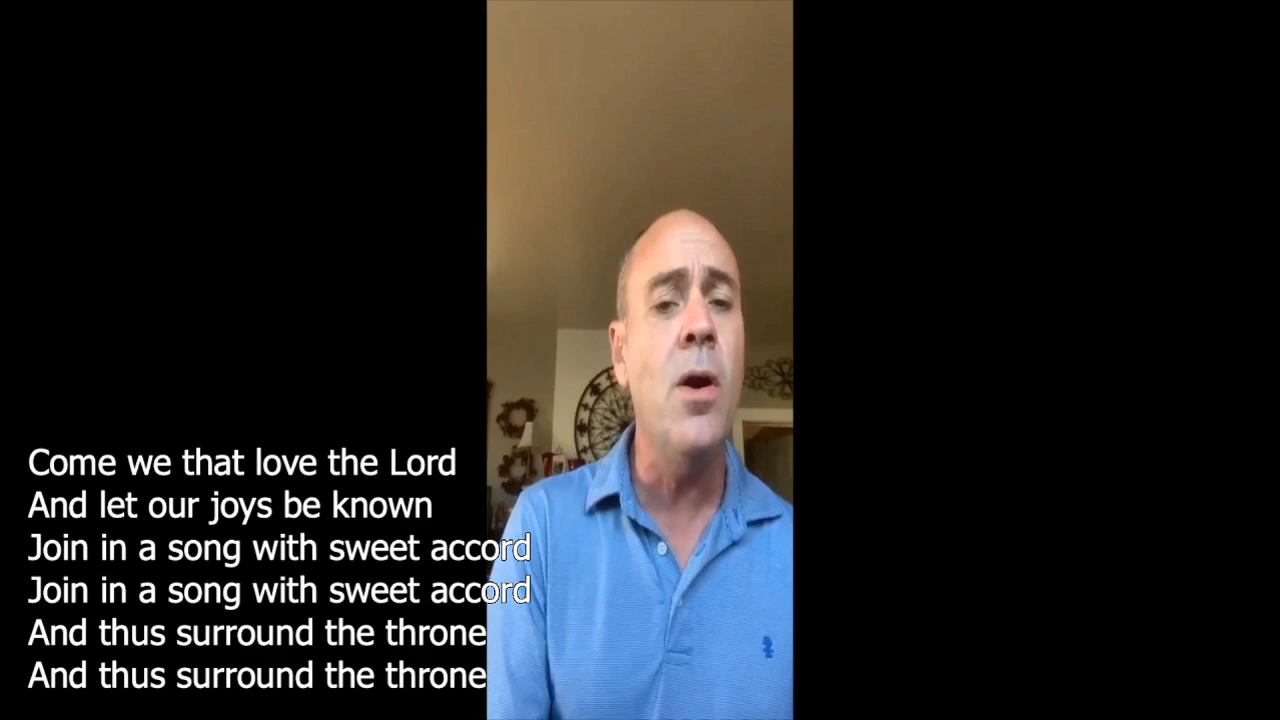 Come we that love the Lord
And let our joys be known
Join in a song with sweet accord
Join in a song with sweet accord
And thus surround the throne
And thus surround the throne